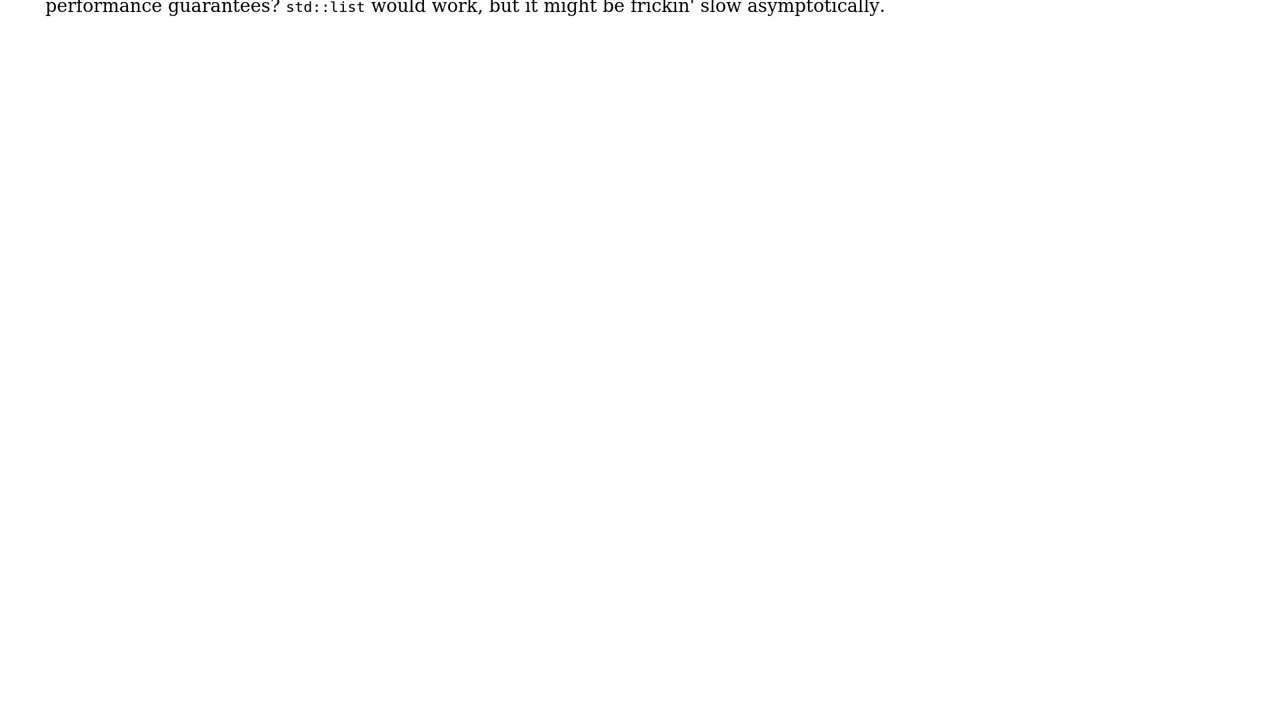 performance guarantees? std::list would work, but it might be frickin' slow asymptotically.